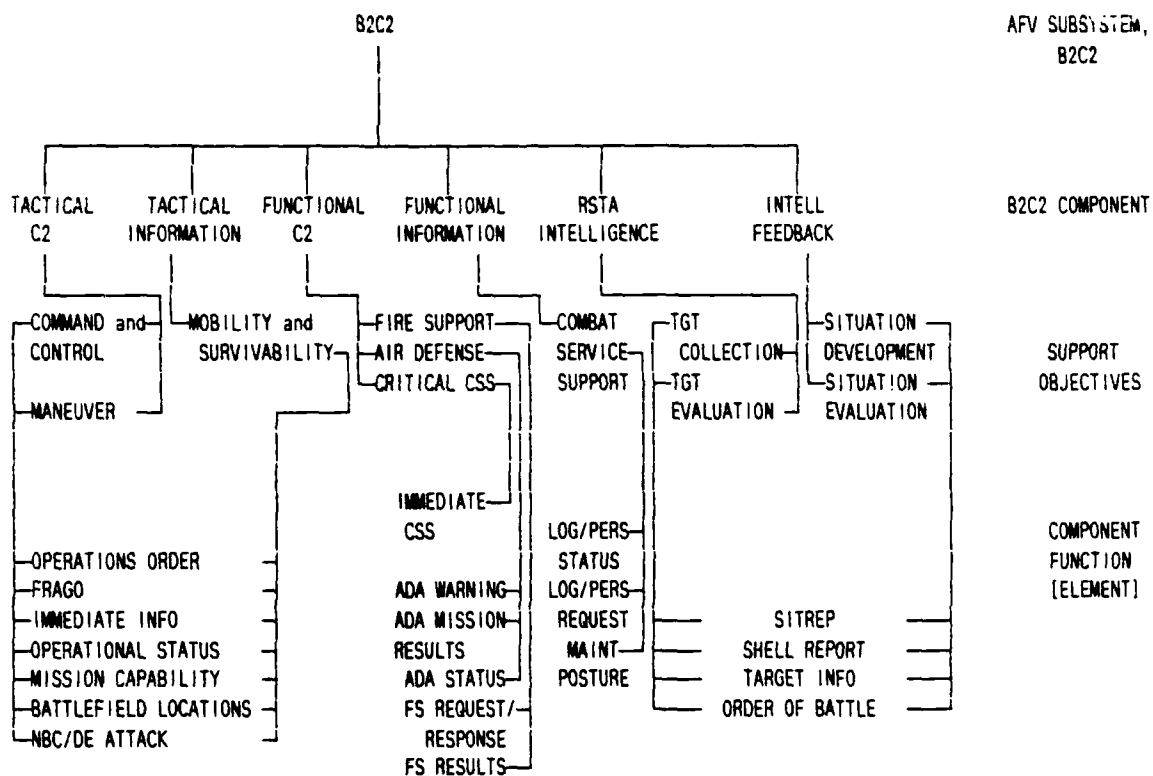 B2C2
AFV SUBSYSTEM,
B2C2
TACTICAL
C2
TACTICAL
INFORMATION
FUNCTIONAL
C2
FUNCTIONAL
INFORMATION
RSTA
INTELLIGENCE
INTELL
FEEDBACK
B2C2 COMPONENT
COMMAND and
CONTROL
MANEUVER
MOBILITY and
SURVIVABILITY
FIRE SUPPORT
AIR DEFENSE
CRITICAL CSS
COMBAT
SERVICE
SUPPORT
TGT
COLLECTION
TGT
EVALUATION
SITUATION
DEVELOPMENT
SITUATION
EVALUATION
SUPPORT
OBJECTIVES
OPERATIONS ORDER
FRAGO
IMMEDIATE INFO
OPERATIONAL STATUS
MISSION CAPABILITY
BATTLEFIELD LOCATIONS
NBC/DE ATTACK
IMMEDIATE
CSS
ADA WARNING
ADA MISSION
RESULTS
ADA STATUS
FS REQUEST/
RESPONSE
FS RESULTS
LOG/PERS
STATUS
LOG/PERS
REQUEST
MAINT
POSTURE
SITREP
SHELL REPORT
TARGET INFO
ORDER OF BATTLE
COMPONENT
FUNCTION
[ELEMENT]